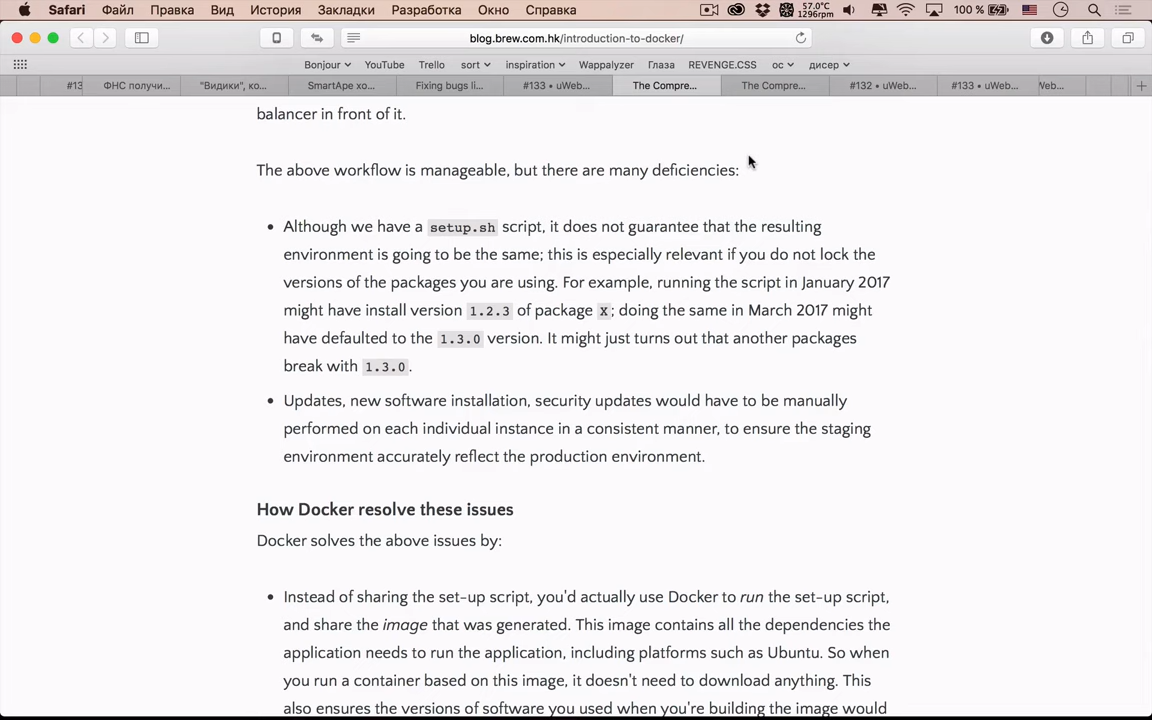 Safari Файл Правка Вид История Закладки Разработка Окно Справка 57.0°C 1296rpm 100 %
blog.brew.com.hk/introduction-to-docker/
Bonjour YouTube Trello sort inspiration Wappalyzer Глаза REVENGE.CSS ос дисер
#13 ФНС получи... "Видики", ко... SmartApe хо... Fixing bugs li... #133 • uWeb... The Compre... The Compre... #132 • uWeb... #133 • uWeb... Web...
balancer in front of it.
The above workflow is manageable, but there are many deficiencies:
• Although we have a setup.sh script, it does not guarantee that the resulting
environment is going to be the same; this is especially relevant if you do not lock the
versions of the packages you are using. For example, running the script in January 2017
might have install version 1.2.3 of package X; doing the same in March 2017 might
have defaulted to the 1.3.0 version. It might just turns out that another packages
break with 1.3.0.
• Updates, new software installation, security updates would have to be manually
performed on each individual instance in a consistent manner, to ensure the staging
environment accurately reflect the production environment.
How Docker resolve these issues
Docker solves the above issues by:
• Instead of sharing the set-up script, you'd actually use Docker to run the set-up script,
and share the image that was generated. This image contains all the dependencies the
application needs to run the application, including platforms such as Ubuntu. So when
you run a container based on this image, it doesn't need to download anything. This
also ensures the versions of software you used when you're building the image would